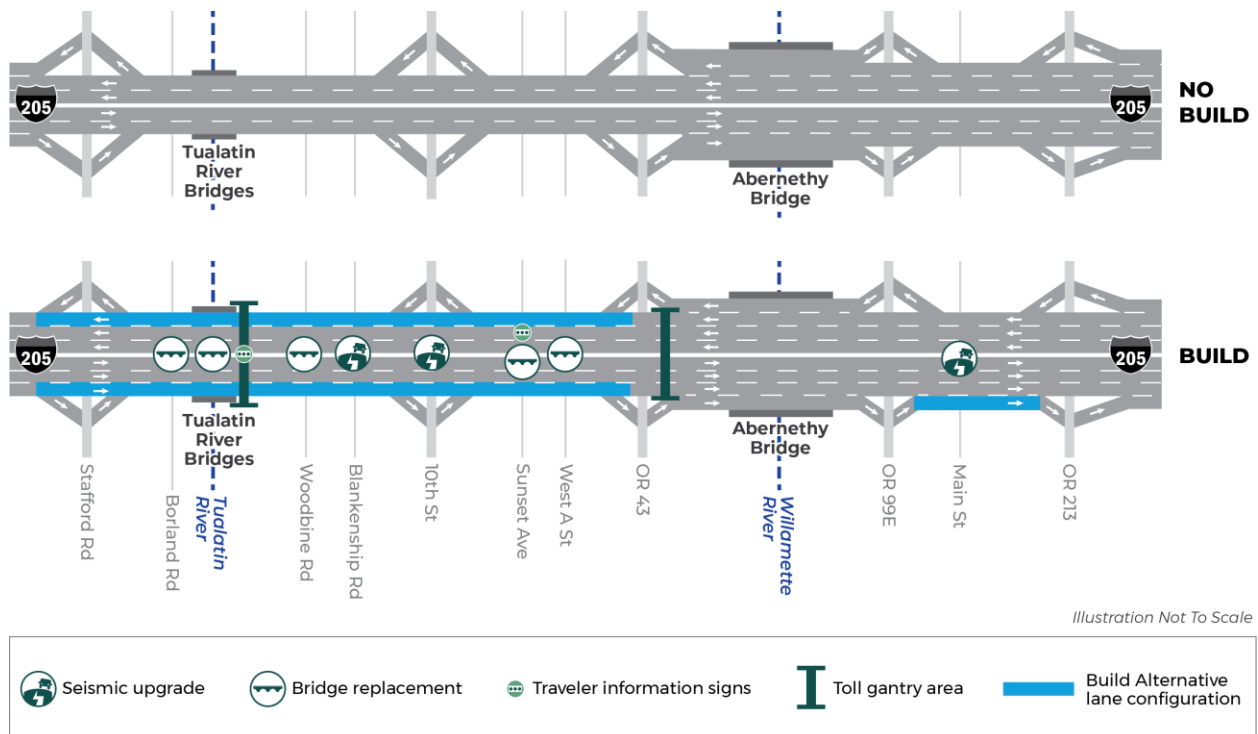 205
205
NO
BUILD
Tualatin
River
Bridges
Abernethy
Bridge
205
205
BUILD
Tualatin
River
Bridges
Abernethy
Bridge
Stafford Rd
Borland Rd
Tualatin
River
Woodbine Rd
Blankenship Rd
10th St
Sunset Ave
West A St
OR 43
Willamette
River
OR 99E
Main St
OR 213
Illustration Not To Scale
Seismic upgrade
Bridge replacement
Traveler information signs
Toll gantry area
Build Alternative
lane configuration